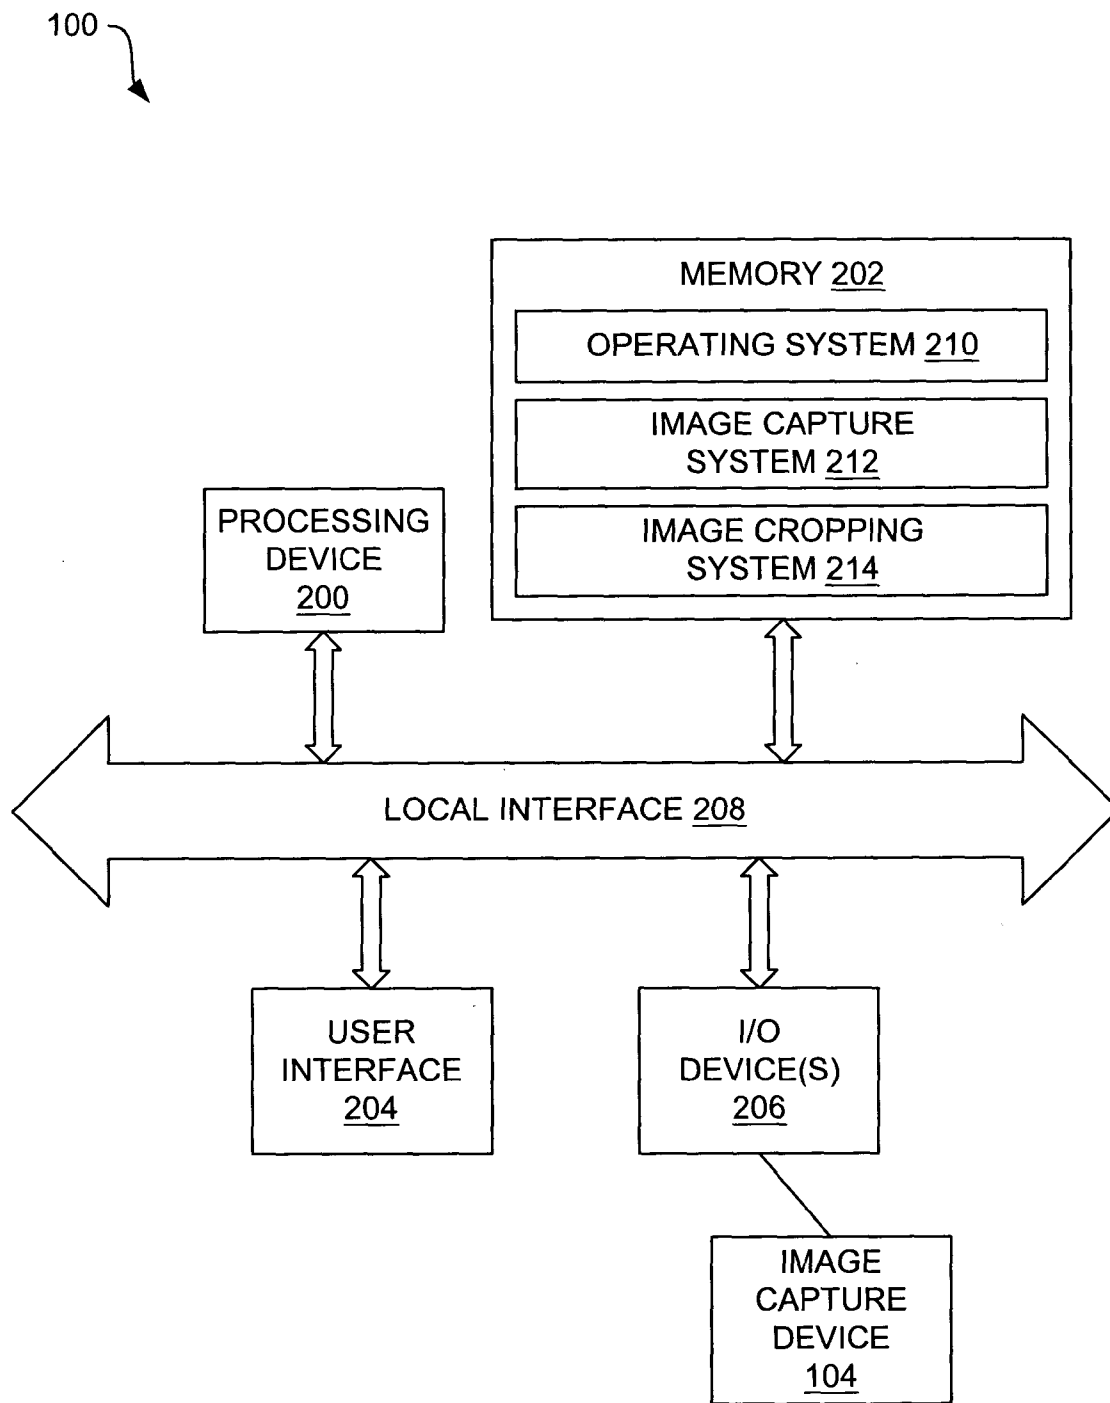 100
MEMORY 202
OPERATING SYSTEM 210
IMAGE CAPTURE
SYSTEM 212
IMAGE CROPPING
SYSTEM 214
PROCESSING
DEVICE
200
LOCAL INTERFACE 208
USER
INTERFACE
204
I/O
DEVICE(S)
206
IMAGE
CAPTURE
DEVICE
104